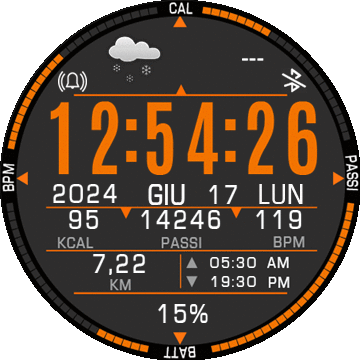 CAL
---
12:54:26
2024 GIU 17 LUN
95 14246 119
KCAL PASSI BPM
7,22 05:30 AM
KM 19:30 PM
15%
BPM
PASSI
BATT